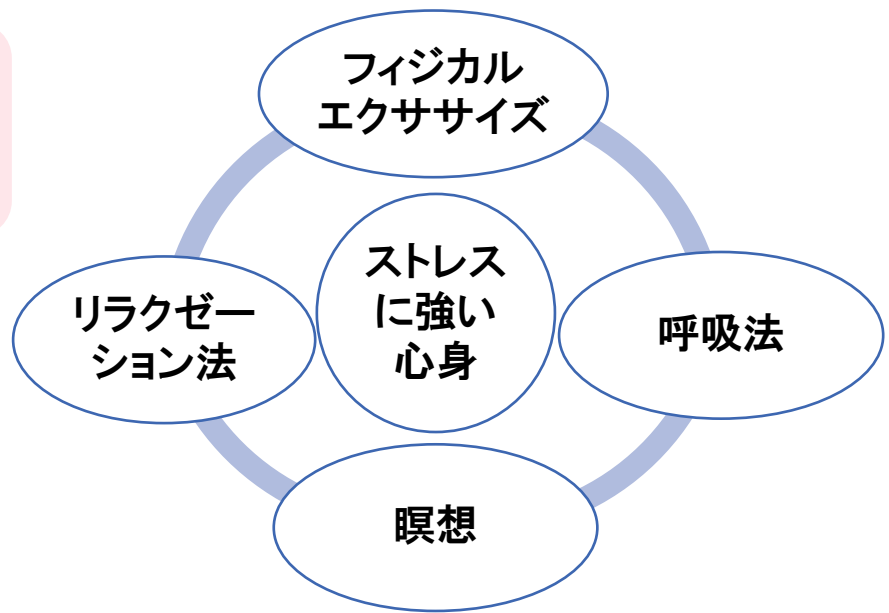 フィジカル
エクササイズ
ストレス
に強い
心身
リラクゼー
ション法
呼吸法
瞑想